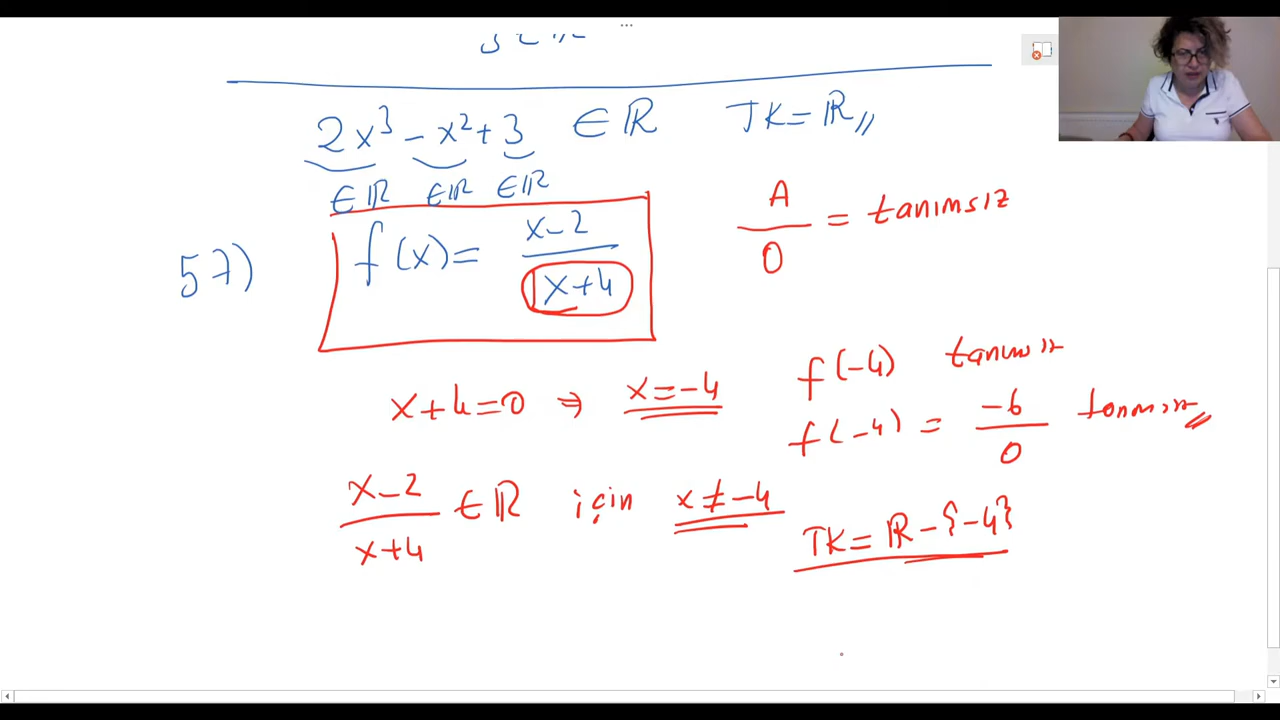 2x³ - x² + 3 ∈ ℝ TK = ℝ //
∈ℝ ∈ℝ ∈ℝ
A/0 = tanımsız
57) f(x) = (x-2)/(x+4)
x+4=0 ⇒ x=-4
f(-4) tanımsız
f(-4) = -6/0 tanımsız
(x-2)/(x+4) ∈ ℝ için x≠-4
TK = ℝ - {-4}